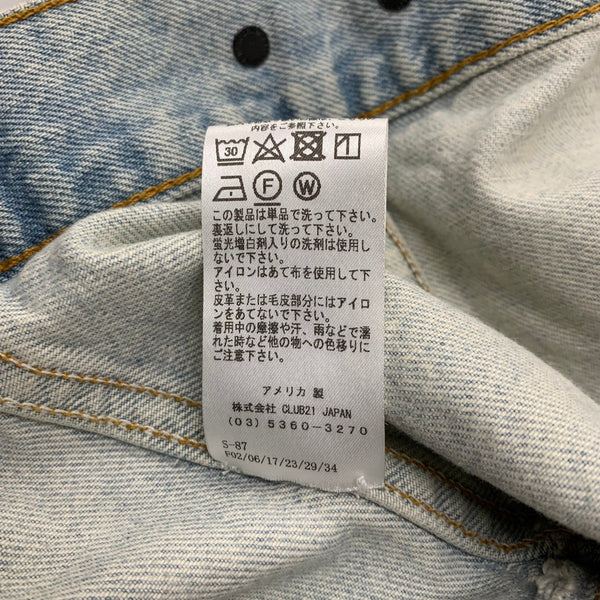 内容をご参照下さい。
30
F W
この製品は単品で洗って下さい。
裏返しにして洗って下さい。
蛍光増白剤入りの洗剤は使用し
ないで下さい。
アイロンはあて布を使用して下
さい。
皮革または毛皮部分にはアイロ
ンをあてないで下さい。
着用中の摩擦や汗、雨などで濡
れた時など他の物への色移りに
ご注意下さい。
アメリカ 製
株式会社 CLUB21 JAPAN
(03) 5360-3270
S-87
F02/06/17/23/29/34